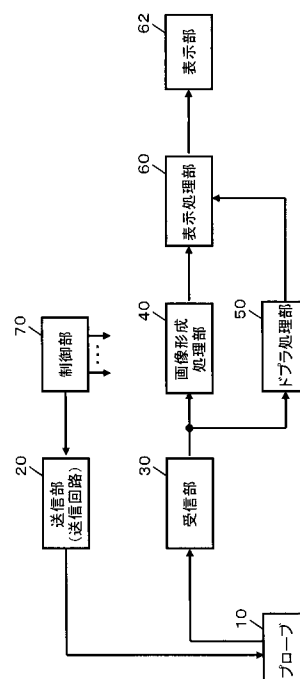 70
制御部
20
送信部
(送信回路)
62
表示部
60
表示処理部
40
画像形成
処理部
30
受信部
50
ドプラ処理部
10
プローブ